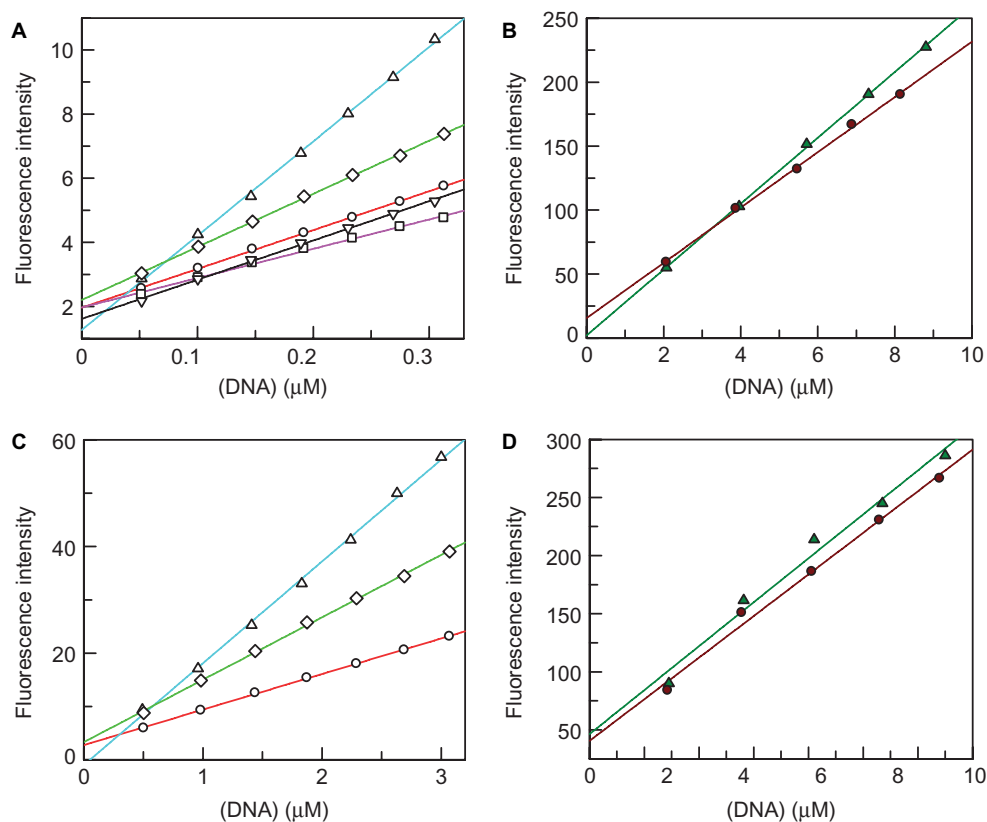 A
Fluorescence intensity
10
8
6
4
2
0 0.1 0.2 0.3
(DNA) (μM)
B
Fluorescence intensity
250
200
150
100
50
0
0 2 4 6 8 10
(DNA) (μM)
C
Fluorescence intensity
60
40
20
0
0 1 2 3
(DNA) (μM)
D
Fluorescence intensity
300
250
200
150
100
50
0 2 4 6 8 10
(DNA) (μM)